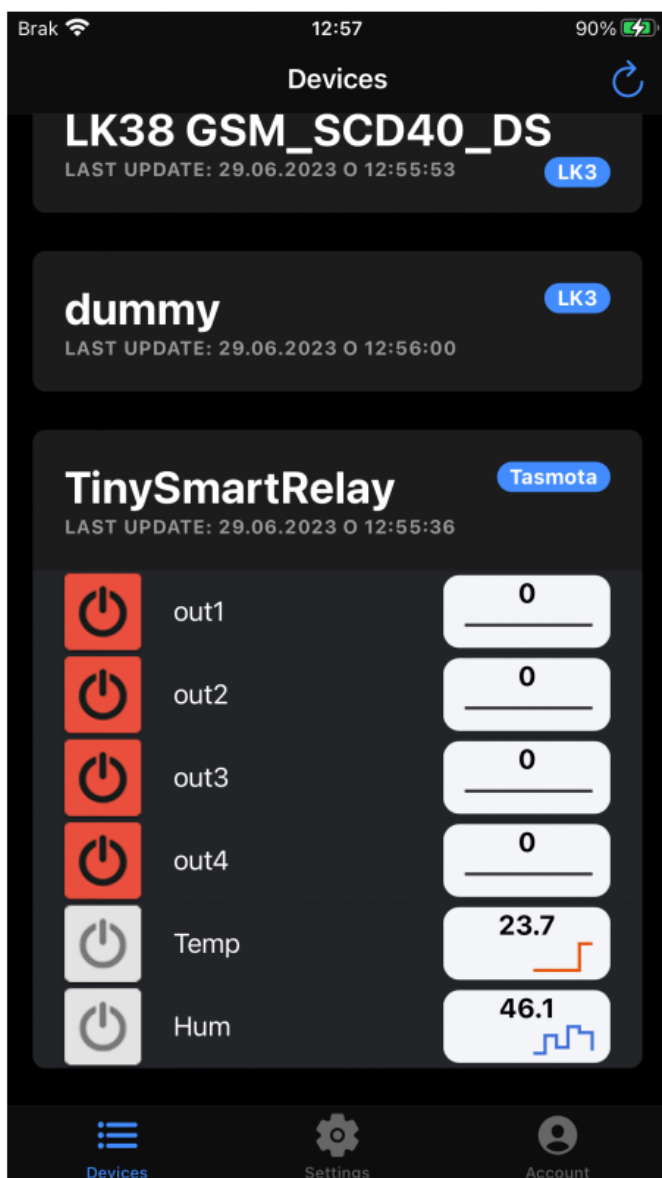 Brak 12:57 90%
Devices
LK38 GSM_SCD40_DS
LAST UPDATE: 29.06.2023 O 12:55:53 LK3
dummy LK3
LAST UPDATE: 29.06.2023 O 12:56:00
TinySmartRelay Tasmota
LAST UPDATE: 29.06.2023 O 12:55:36
out1 0
out2 0
out3 0
out4 0
Temp 23.7
Hum 46.1
Devices Settings Account